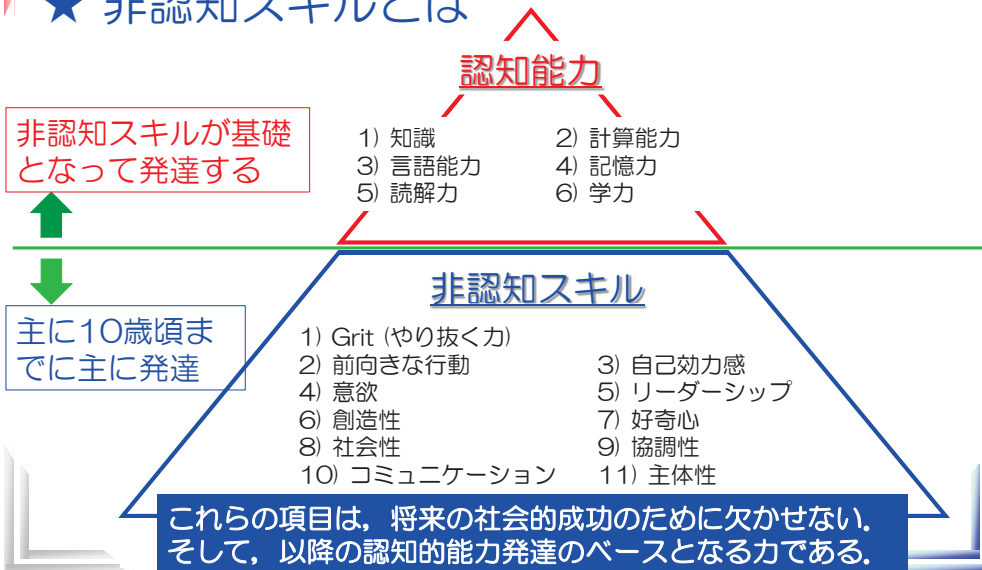 ★ 非認知スキルとは
認知能力
非認知スキルが基礎
となって発達する
1) 知識 2) 計算能力
3) 言語能力 4) 記憶力
5) 読解力 6) 学力
非認知スキル
主に10歳頃ま
でに主に発達
1) Grit (やり抜く力)
2) 前向きな行動 3) 自己効力感
4) 意欲 5) リーダーシップ
6) 創造性 7) 好奇心
8) 社会性 9) 協調性
10) コミュニケーション 11) 主体性
これらの項目は，将来の社会的成功のために欠かせない．
そして，以降の認知的能力発達のベースとなる力である．